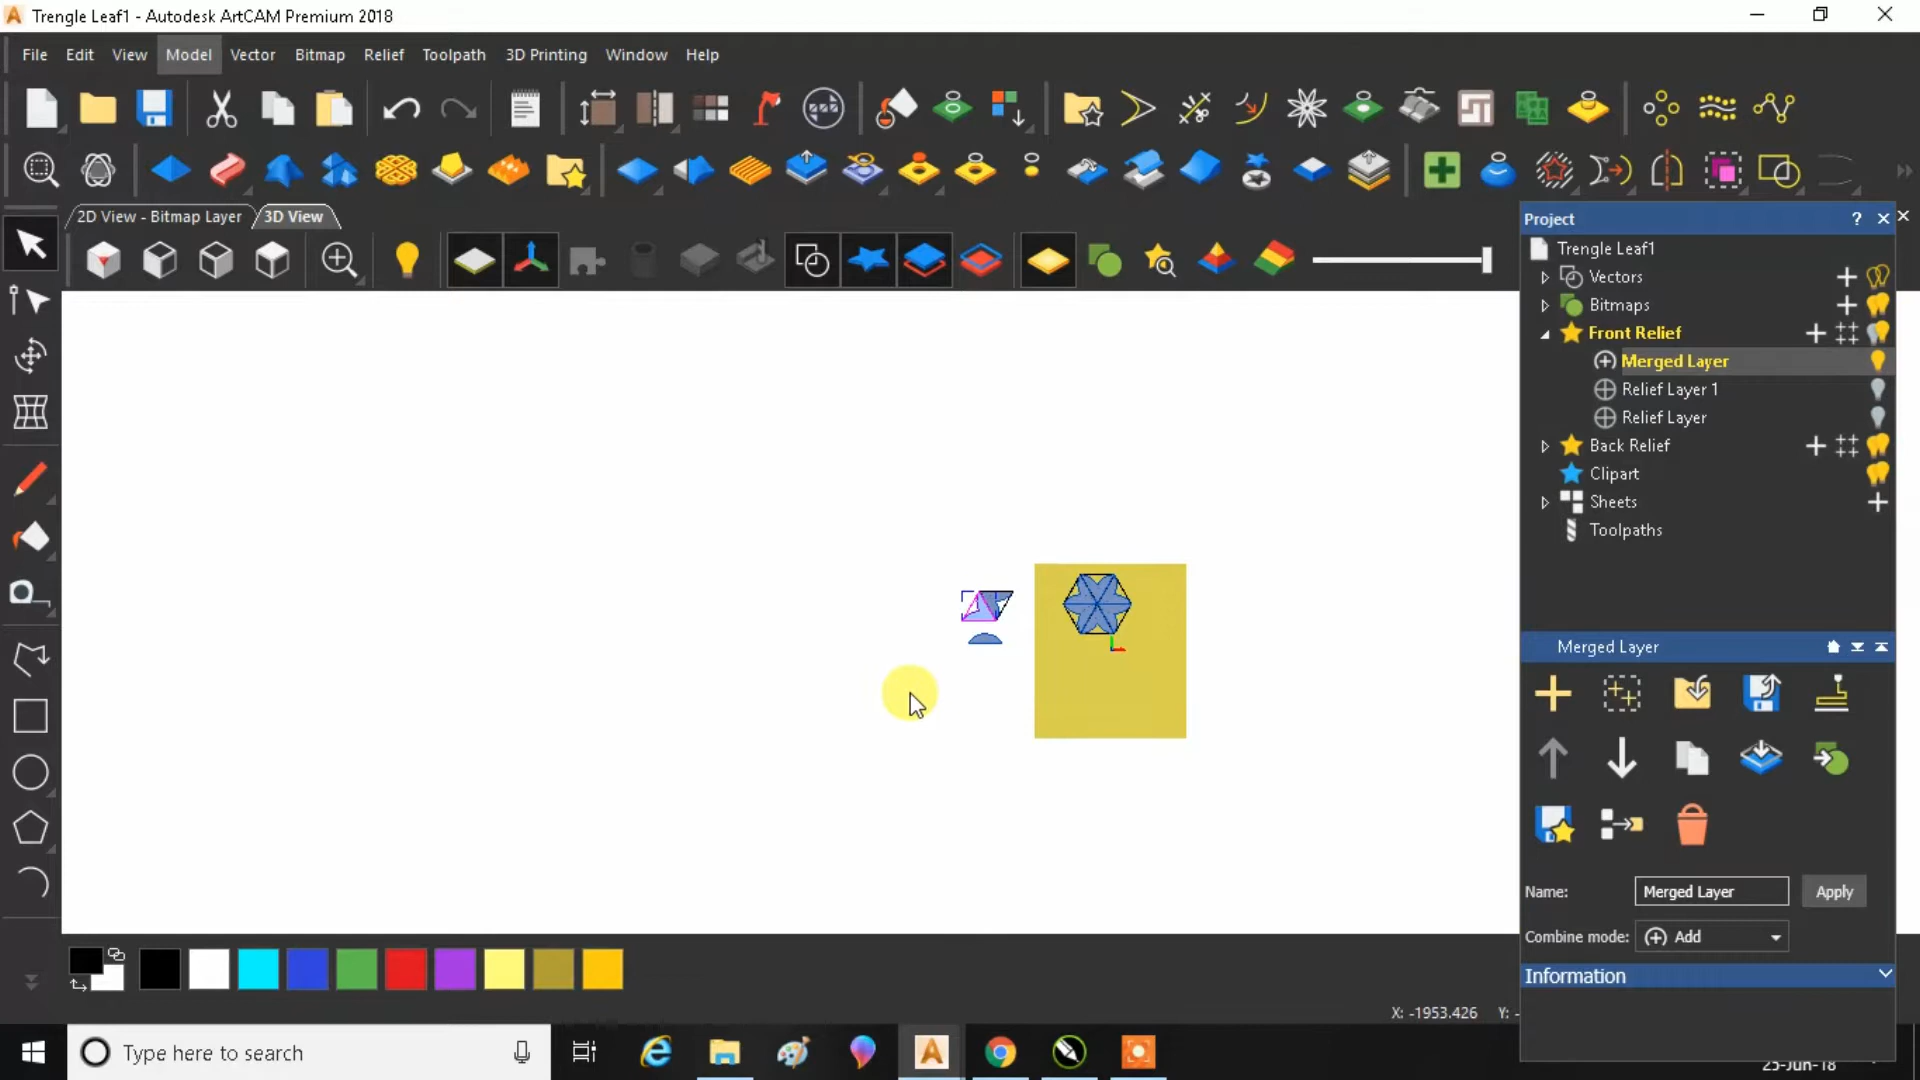 Trengle Leaf1 - Autodesk ArtCAM Premium 2018
File Edit View Model Vector Bitmap Relief Toolpath 3D Printing Window Help
2D View - Bitmap Layer 3D View
Project ?
Trengle Leaf1
Vectors
Bitmaps
Front Relief
Merged Layer
Relief Layer 1
Relief Layer
Back Relief
Clipart
Sheets
Toolpaths
Merged Layer
Name: Merged Layer Apply
Combine mode: Add
Information
X: -1953.426 Y: -
Type here to search
25-Jun-18